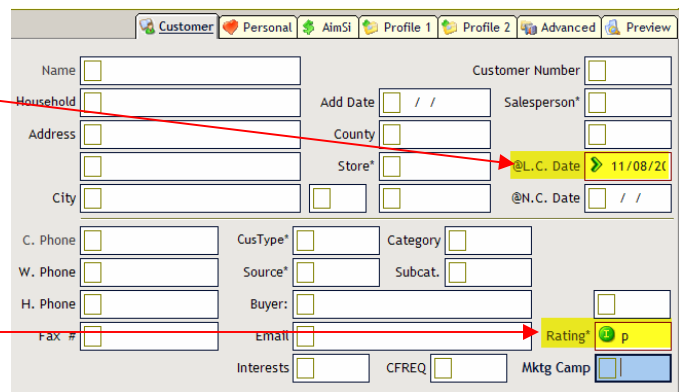 Customer Personal AimSi Profile 1 Profile 2 Advanced Preview
Name Customer Number
Household Add Date / / Salesperson*
Address County
Store* @L.C. Date 11/08/20
City @N.C. Date / /
C. Phone CusType* Category
W. Phone Source* Subcat.
H. Phone Buyer:
Fax # Email Rating* p
Interests CFREQ Mktg Camp